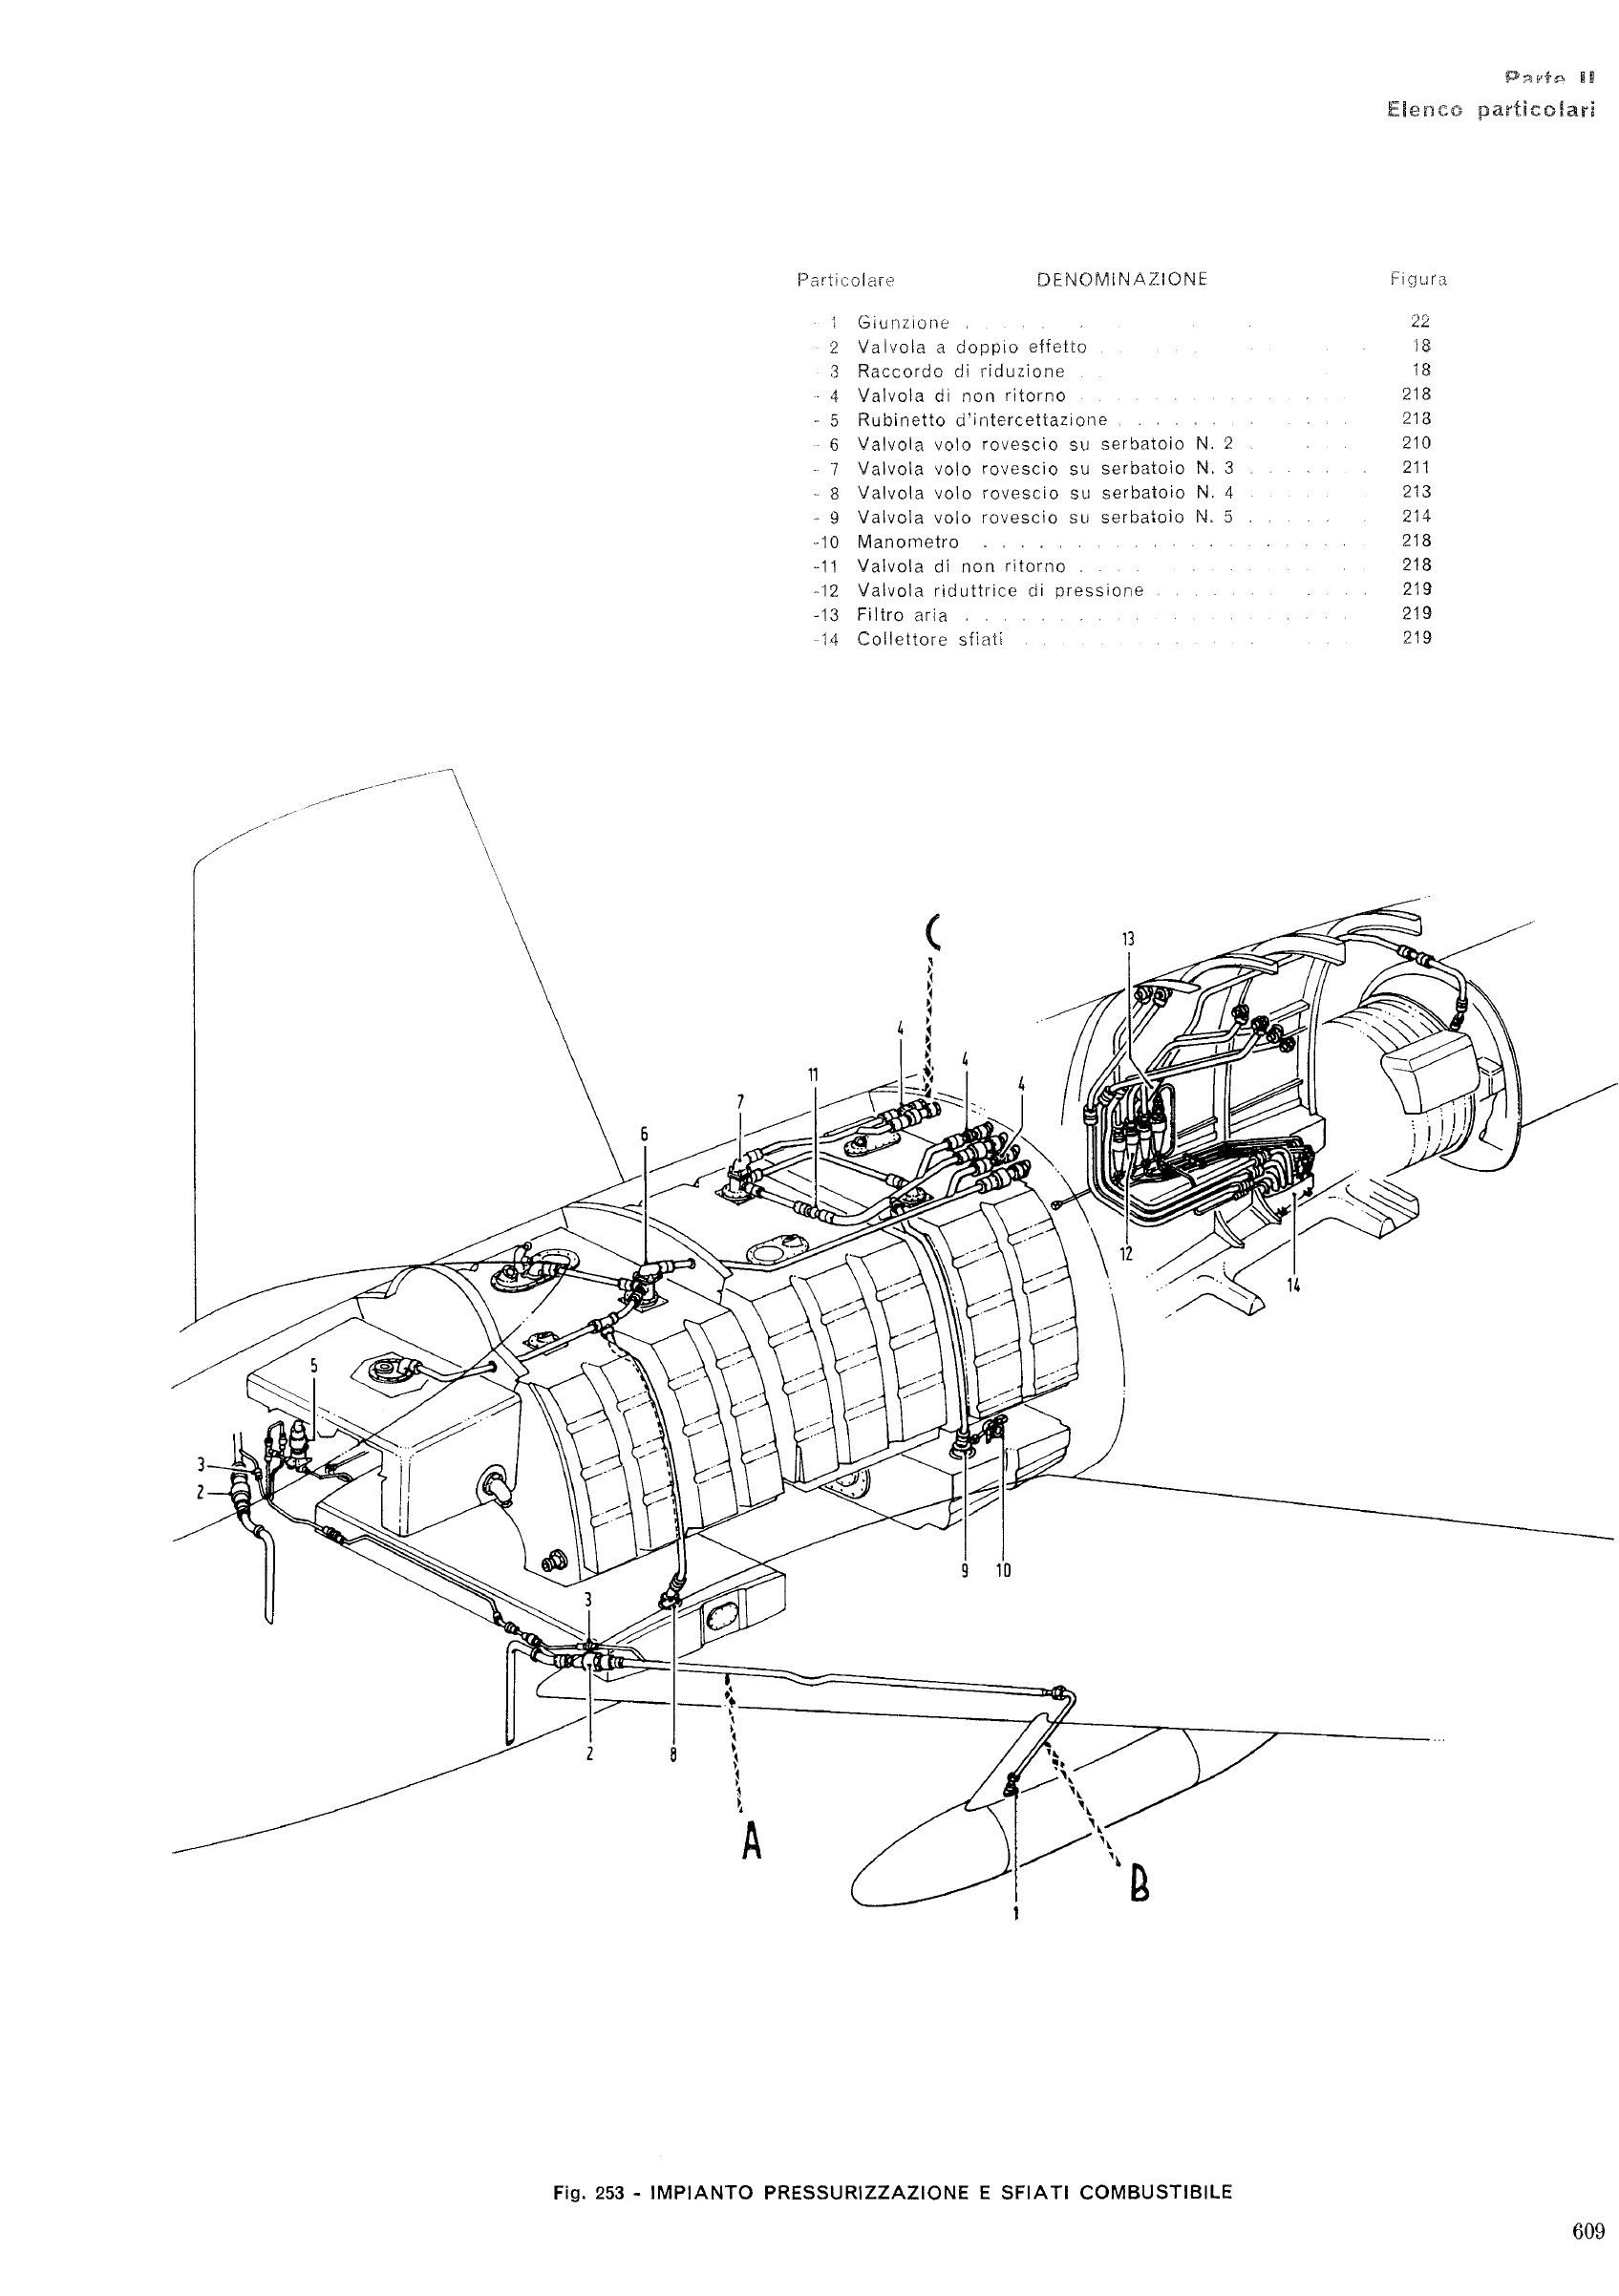 Parte II
Elenco particolari
Particolare DENOMINAZIONE Figura
- 1 Giunzione . . . . . . . . 22
- 2 Valvola a doppio effetto . . . . . . . 18
- 3 Raccordo di riduzione . . 18
- 4 Valvola di non ritorno . . . . . . . . . . . . . 218
- 5 Rubinetto d'intercettazione . . . . . . . . . . . . 218
- 6 Valvola volo rovescio su serbatoio N. 2 . . . . 210
- 7 Valvola volo rovescio su serbatoio N. 3 . . . . . . . 211
- 8 Valvola volo rovescio su serbatoio N. 4 . . . . . 213
- 9 Valvola volo rovescio su serbatoio N. 5 . . . . . . 214
-10 Manometro . . . . . . . . . . . . . . . . . . . . 218
-11 Valvola di non ritorno . . . . . . . . . . . . . 218
-12 Valvola riduttrice di pressione . . . . . . . . . . . 219
-13 Filtro aria . . . . . . . . . . . . . . . . . . . . . 219
-14 Collettore sfiati . . . . . . . . . . . . . . . . 219
C
13
4
4
11
4
7
6
12
14
5
3
2
9 10
3
2
8
A
B
1
Fig. 253 - IMPIANTO PRESSURIZZAZIONE E SFIATI COMBUSTIBILE
609